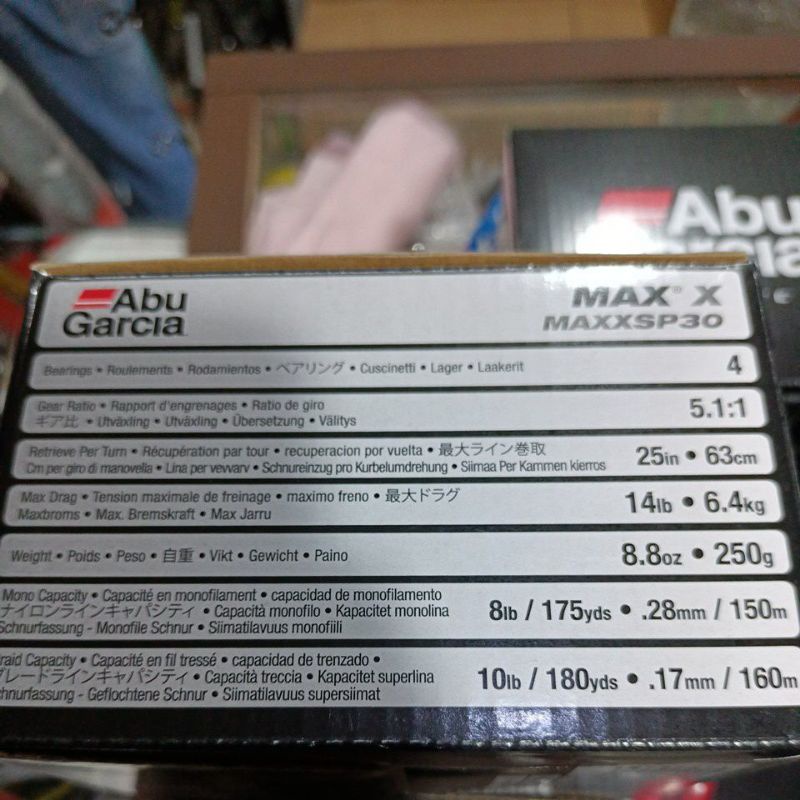 Abu
Garcia
Abu
Garcia
MAX® X
MAXXSP30
Bearings • Roulements • Rodamientos • ベアリング • Cuscinetti • Lager • Laakerit
4
Gear Ratio • Rapport d'engrenages • Ratio de giro
ギア比 • Utväxling • Utväxling • Übersetzung • Välitys
5.1:1
Retrieve Per Turn • Récupération par tour • recuperacion por vuelta • 最大ライン巻取
Cm per giro di manovella • Lina per vevvarv • Schnureinzug pro Kurbelumdrehung • Siimaa Per Kammen kierros
25in • 63cm
Max Drag • Tension maximale de freinage • maximo freno • 最大ドラグ
Maxbroms • Max. Bremskraft • Max Jarru
14lb • 6.4kg
Weight • Poids • Peso • 自重 • Vikt • Gewicht • Paino
8.8oz • 250g
Mono Capacity • Capacité en monofilament • capacidad de monofilamento
ナイロンラインキャパシティ • Capacità monofilo • Kapacitet monolina
Schnurfassung - Monofile Schnur • Siimatilavuus monofiili
8lb / 175yds • .28mm / 150m
raid Capacity • Capacité en fil tressé • capacidad de trenzado •
ブレードラインキャパシティ • Capacità treccia • Kapacitet superlina
chnurfassung - Geflochtene Schnur • Siimatilavuus supersiimat
10lb / 180yds • .17mm / 160m